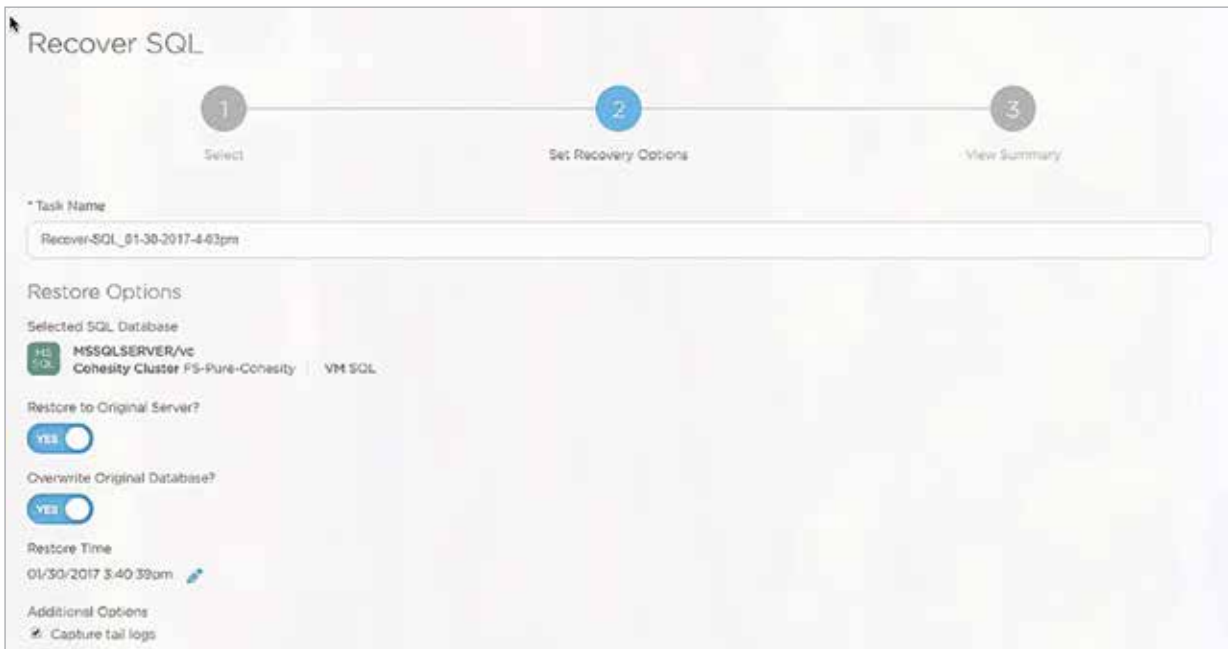 Recover SQL
1
2
3
Select
Set Recovery Options
View Summary
* Task Name
Recover-SQL_01-30-2017-4-03pm
Restore Options
Selected SQL Database
MS
SQL
MSSQLSERVER/vc
Cohesity Cluster FS-Pure-Cohesity | VM SQL
Restore to Original Server?
YES
Overwrite Original Database?
YES
Restore Time
01/30/2017 3:40:39pm
Additional Options
Capture tail logs